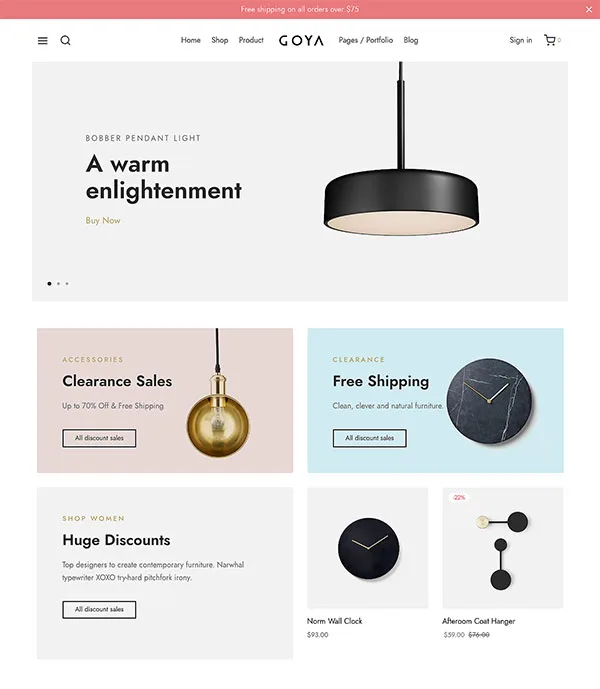 Free shipping on all orders over $75
Home Shop Product GOYA Pages / Portfolio Blog Sign in 0
BOBBER PENDANT LIGHT
A warm
enlightenment
Buy Now
ACCESSORIES
Clearance Sales
Up to 70% Off & Free Shipping
All discount sales
CLEARANCE
Free Shipping
Clean, clever and natural furniture.
All discount sales
SHOP WOMEN
Huge Discounts
Top designers to create contemporary furniture. Narwhal
typewriter XOXO try-hard pitchfork irony.
All discount sales
Norm Wall Clock
$93.00
-22%
Afteroom Coat Hanger
$59.00 $76.00